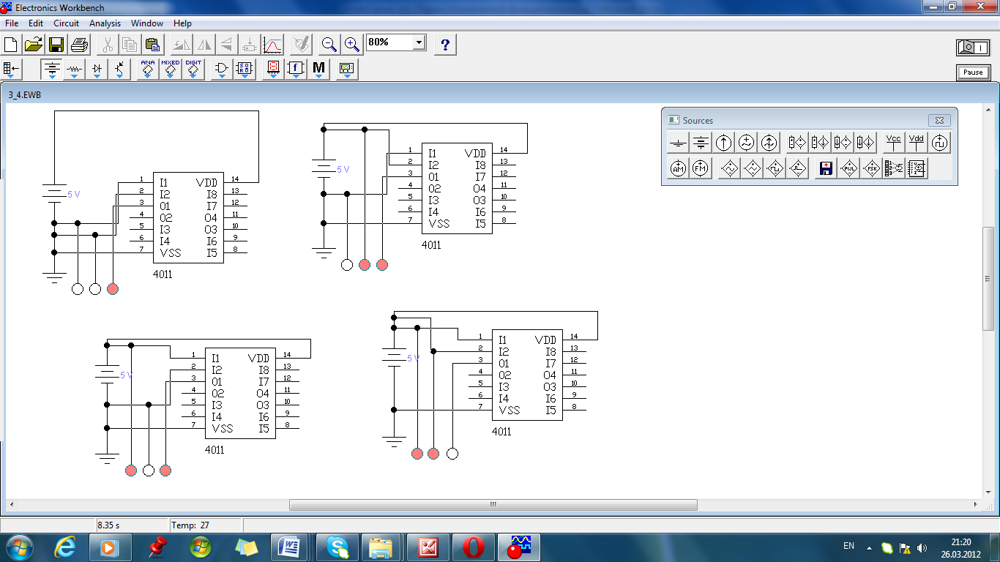 Electronics Workbench
File Edit Circuit Analysis Window Help
80%
?
ANA MIXED DIGIT
f M
Pause
3_4.EWB
Sources
Vcc Vdd
AM FM
PUL FSK
5 V
1 I1 VDD 14
2 I2 I8 13
3 O1 I7 12
4 O2 O4 11
5 I3 O3 10
6 I4 I6 9
7 VSS I5 8
4011
5 V
1 I1 VDD 14
2 I2 I8 13
3 O1 I7 12
4 O2 O4 11
5 I3 O3 10
6 I4 I6 9
7 VSS I5 8
4011
5 V
1 I1 VDD 14
2 I2 I8 13
3 O1 I7 12
4 O2 O4 11
5 I3 O3 10
6 I4 I6 9
7 VSS I5 8
4011
5 V
1 I1 VDD 14
2 I2 I8 13
3 O1 I7 12
4 O2 O4 11
5 I3 O3 10
6 I4 I6 9
7 VSS I5 8
4011
8.35 s Temp: 27
EN
21:20
26.03.2012